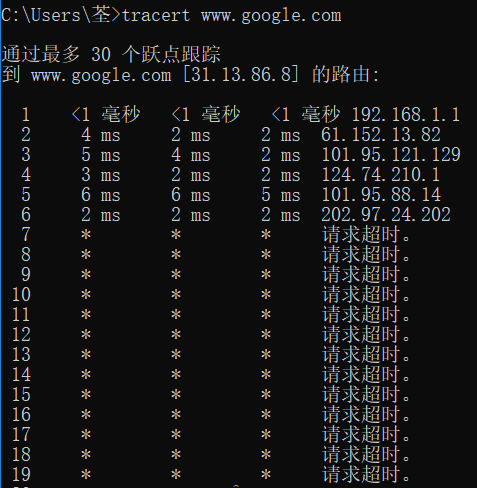 C:\Users\荃>tracert www.google.com
通过最多 30 个跃点跟踪
到 www.google.com [31.13.86.8] 的路由:
1 <1 毫秒 <1 毫秒 <1 毫秒 192.168.1.1
2 4 ms 2 ms 2 ms 61.152.13.82
3 5 ms 4 ms 2 ms 101.95.121.129
4 3 ms 2 ms 2 ms 124.74.210.1
5 6 ms 6 ms 5 ms 101.95.88.14
6 2 ms 2 ms 2 ms 202.97.24.202
7 * * * 请求超时。
8 * * * 请求超时。
9 * * * 请求超时。
10 * * * 请求超时。
11 * * * 请求超时。
12 * * * 请求超时。
13 * * * 请求超时。
14 * * * 请求超时。
15 * * * 请求超时。
16 * * * 请求超时。
17 * * * 请求超时。
18 * * * 请求超时。
19 * * * 请求超时。